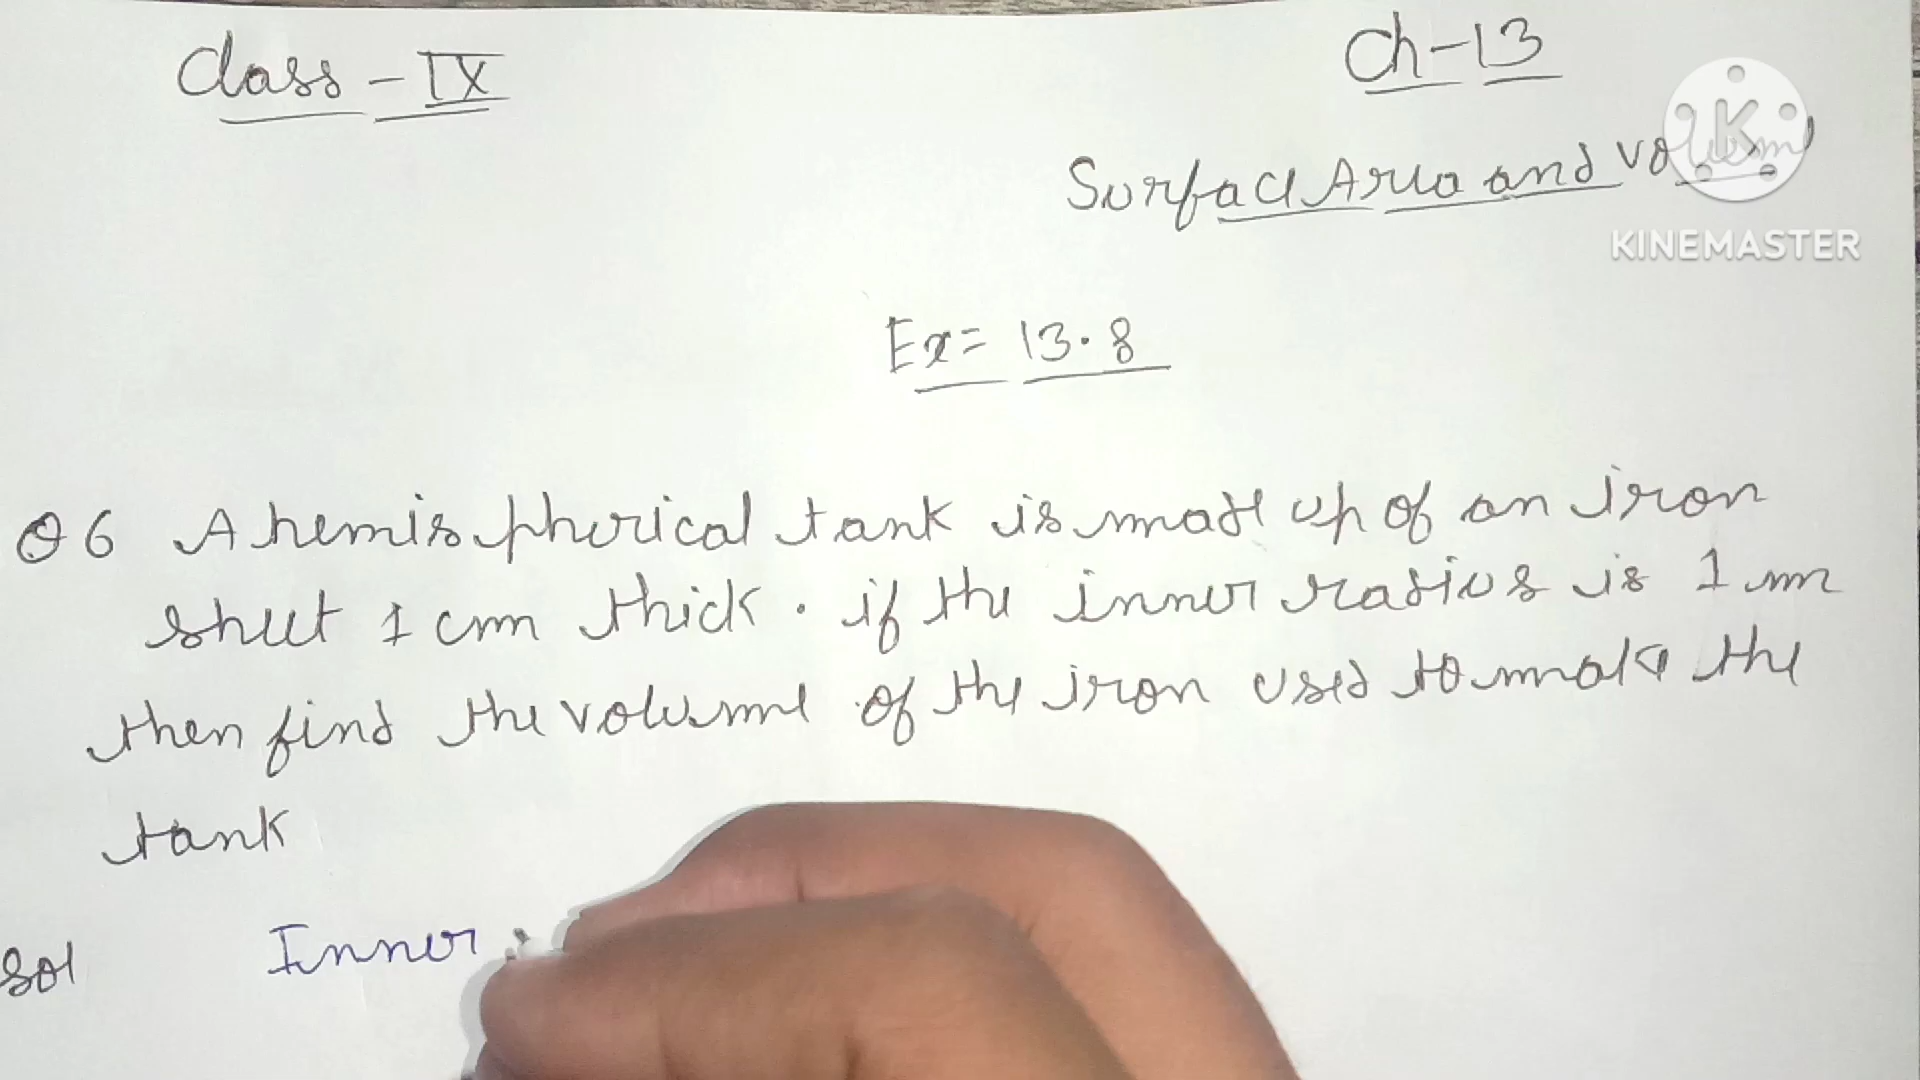 Class - IX
Ch-13
Surface Area and Volume
KINEMASTER
Ex = 13.8
Q6 A hemispherical tank is made up of an iron
sheet 1 cm thick. if the inner radius is 1 m
then find the volume of the iron used to make the
tank
Sol Inner